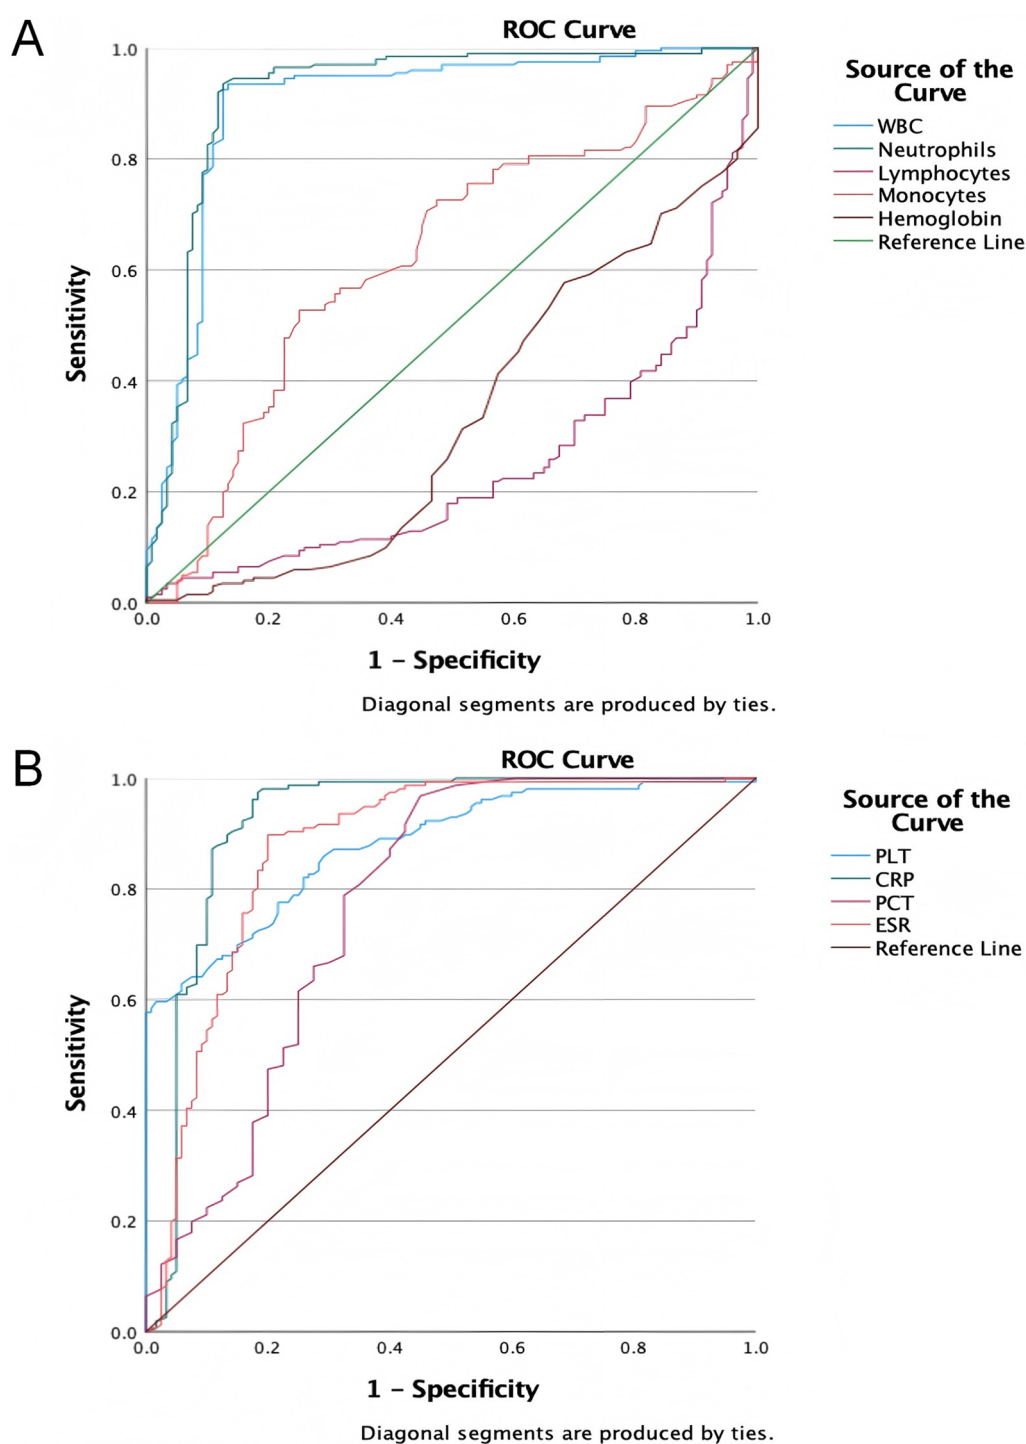 A
ROC Curve
Source of the
Curve
WBC
Neutrophils
Lymphocytes
Monocytes
Hemoglobin
Reference Line
Sensitivity
1.0
0.8
0.6
0.4
0.2
0.0
0.0 0.2 0.4 0.6 0.8 1.0
1 – Specificity
Diagonal segments are produced by ties.
B
ROC Curve
Source of the
Curve
PLT
CRP
PCT
ESR
Reference Line
Sensitivity
1.0
0.8
0.6
0.4
0.2
0.0
0.0 0.2 0.4 0.6 0.8 1.0
1 – Specificity
Diagonal segments are produced by ties.